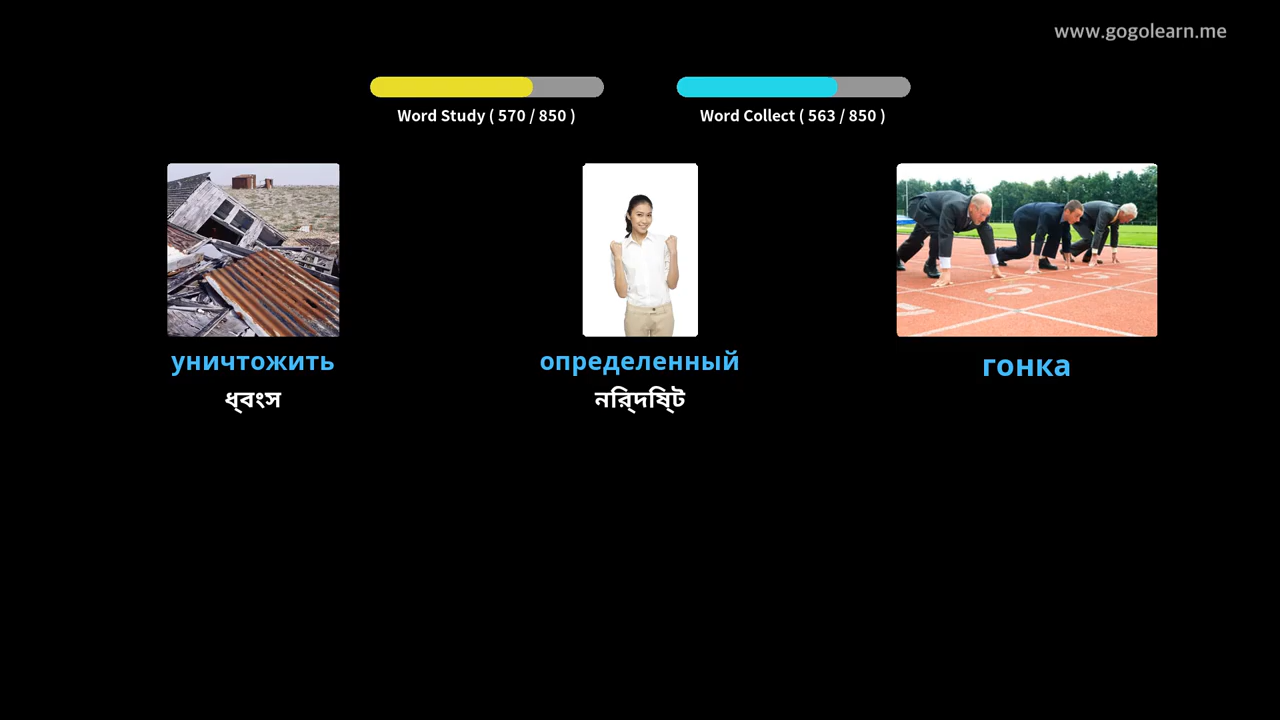 www.gogolearn.me
Word Study ( 570 / 850 )
Word Collect ( 563 / 850 )
уничтожить
определенный
гонка
ধ্বংস
নির্দিষ্ট